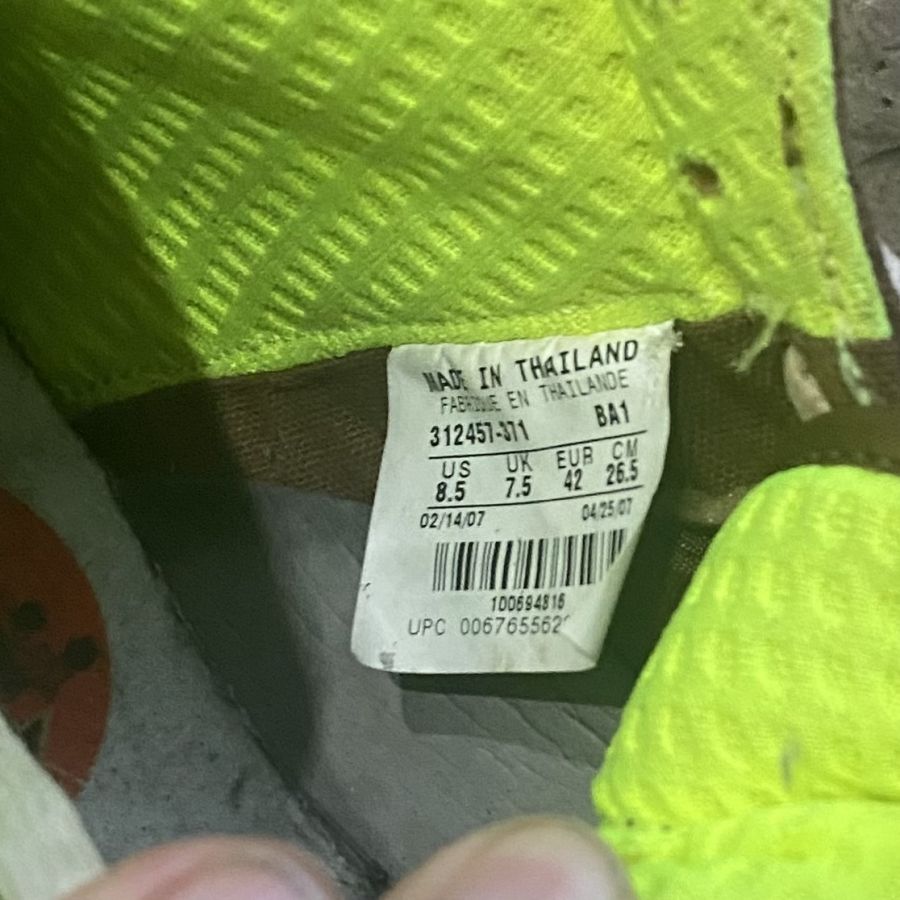 MADE IN THAILAND
FABRIQUE EN THAILANDE
312457-371 BA1
US UK EUR CM
8.5 7.5 42 26.5
02/14/07 04/25/07
100694816
UPC 006765562